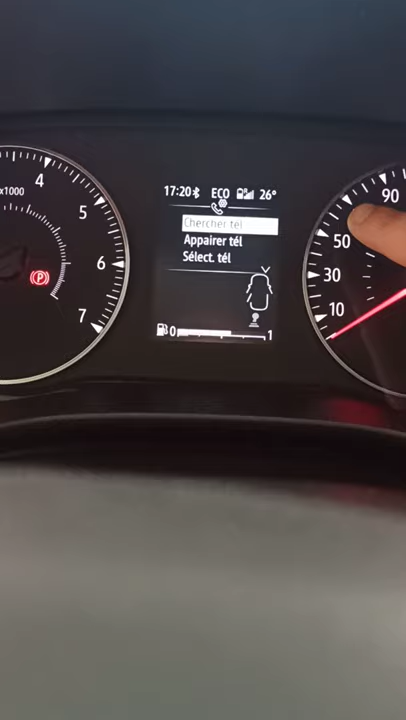 17:20 ECO 26°
Chercher tél
Appairer tél
Sélect. tél
0 1
x1000
4
5
6
7
P
90
50
30
10